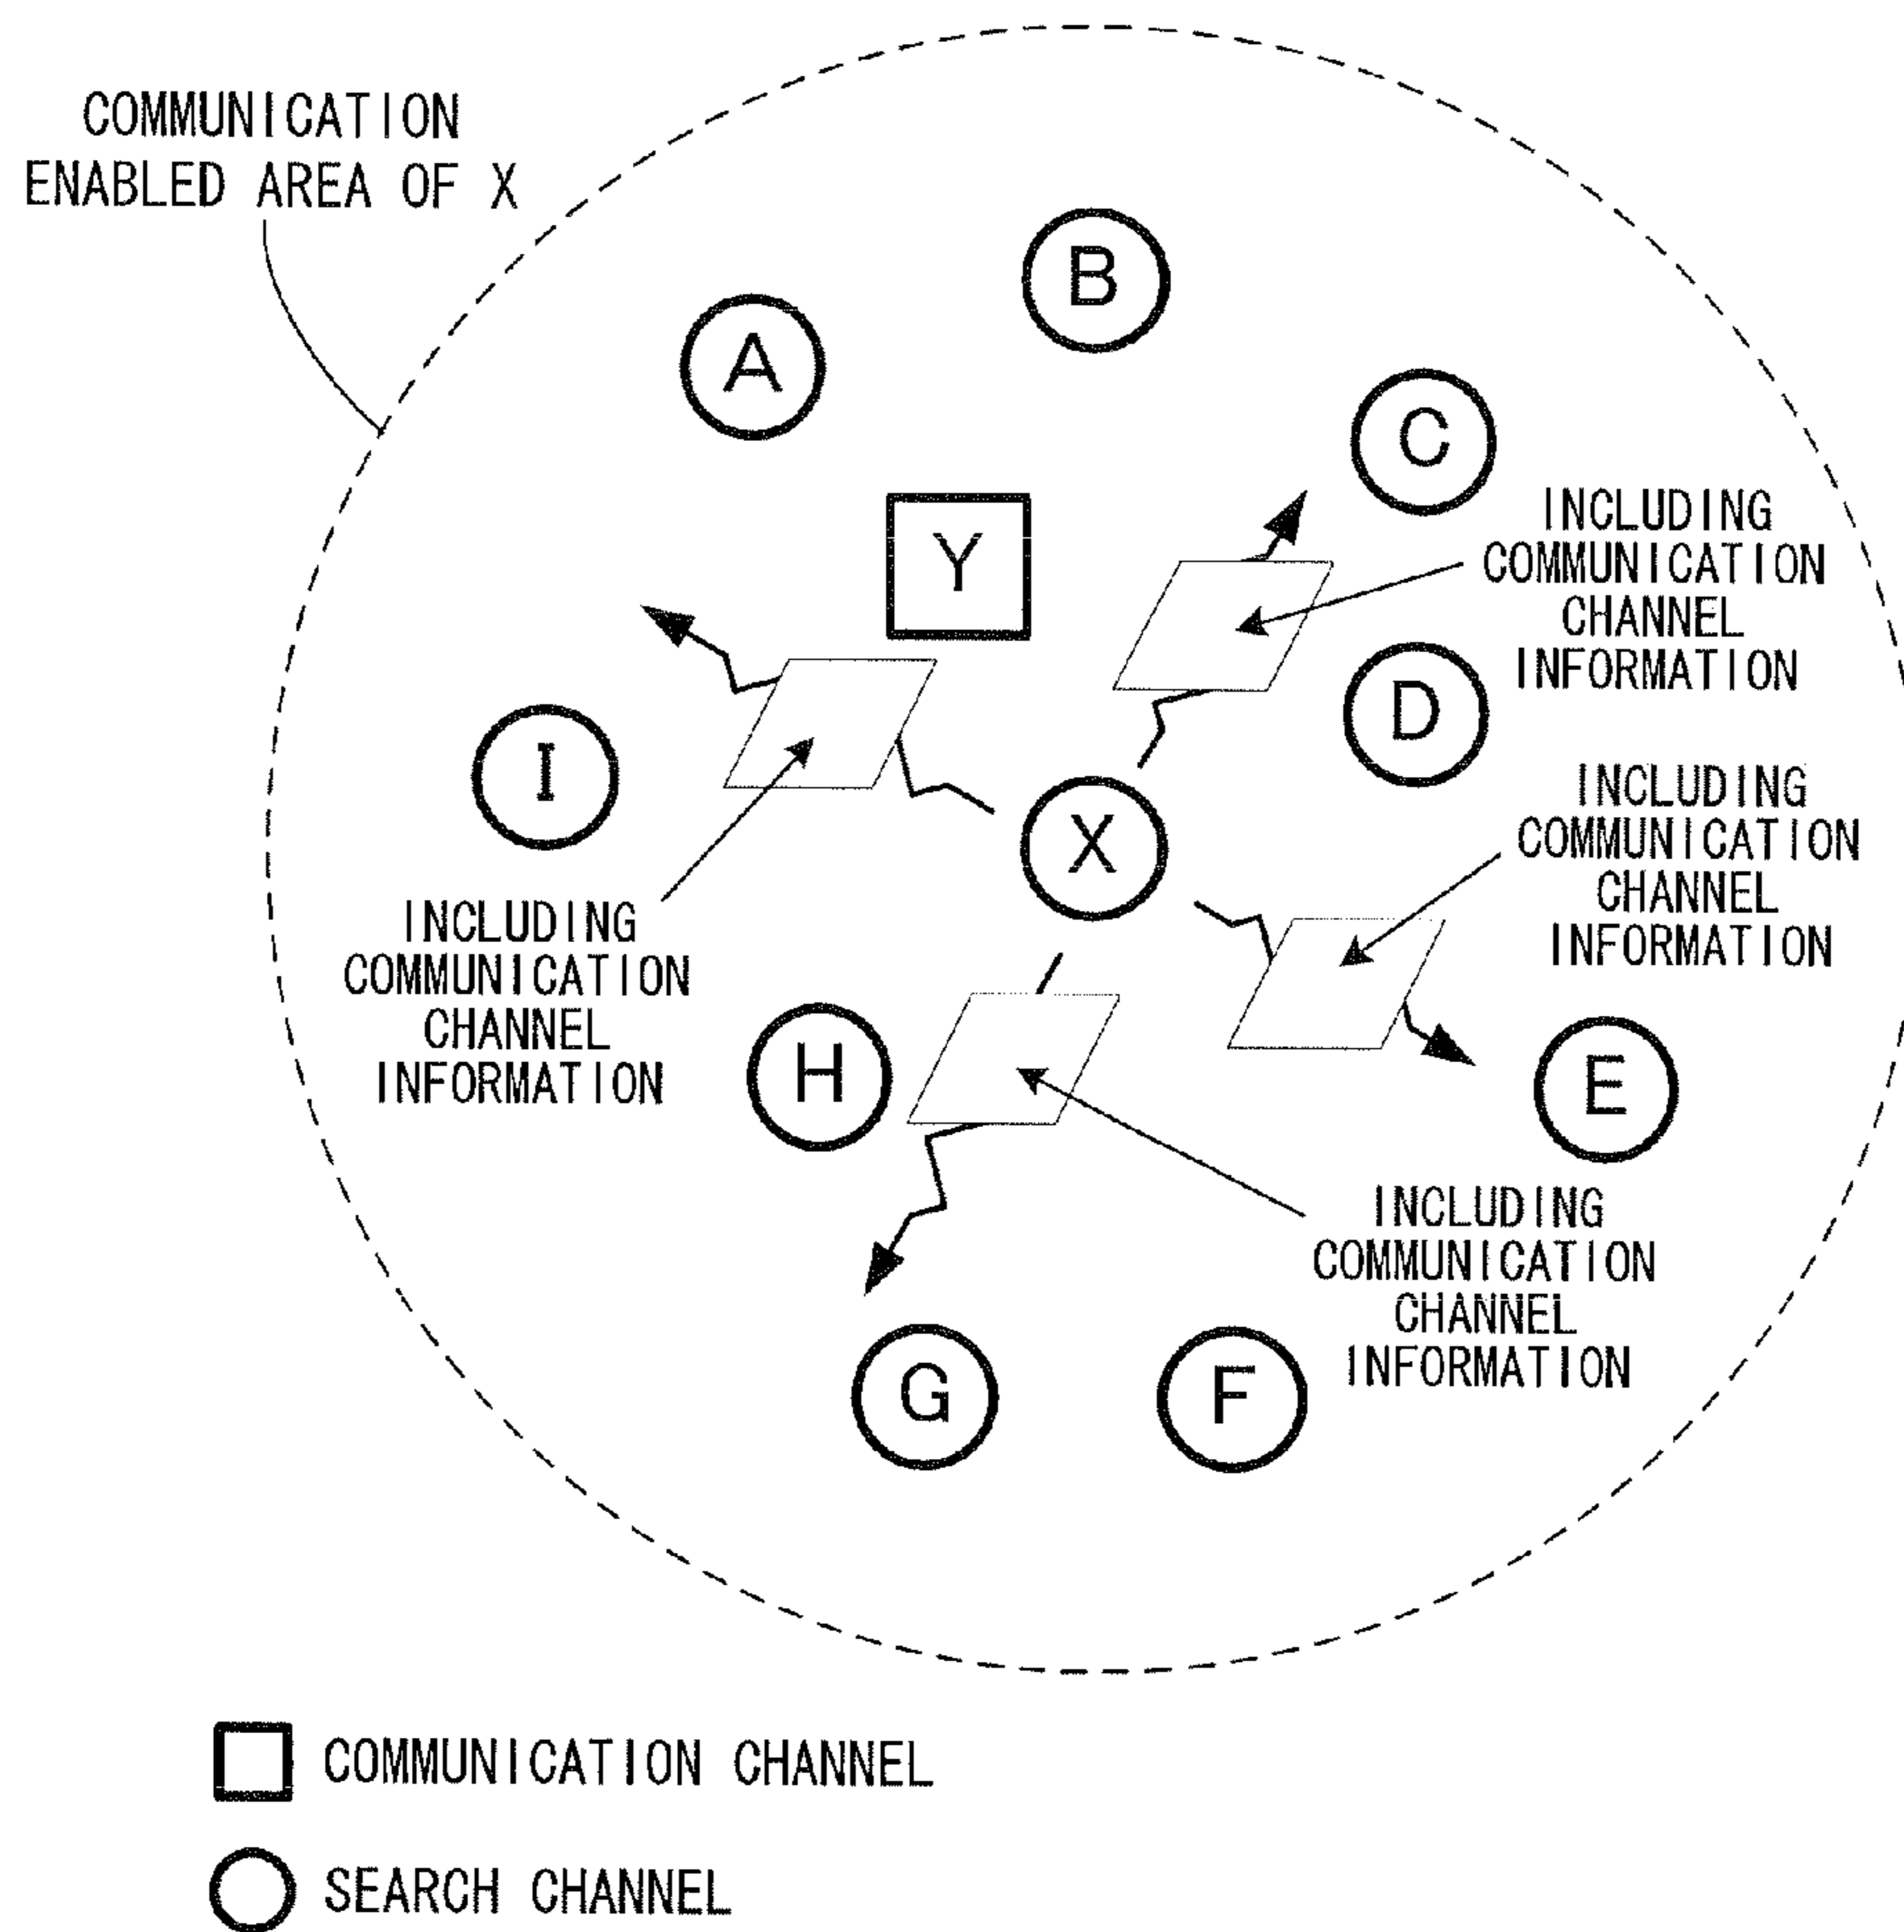 COMMUNICATION
ENABLED AREA OF X
B
A
C
INCLUDING
COMMUNICATION
CHANNEL
INFORMATION
Y
D
I
INCLUDING
COMMUNICATION
CHANNEL
INFORMATION
X
INCLUDING
COMMUNICATION
CHANNEL
INFORMATION
H
E
INCLUDING
COMMUNICATION
CHANNEL
INFORMATION
G
F
COMMUNICATION CHANNEL
SEARCH CHANNEL